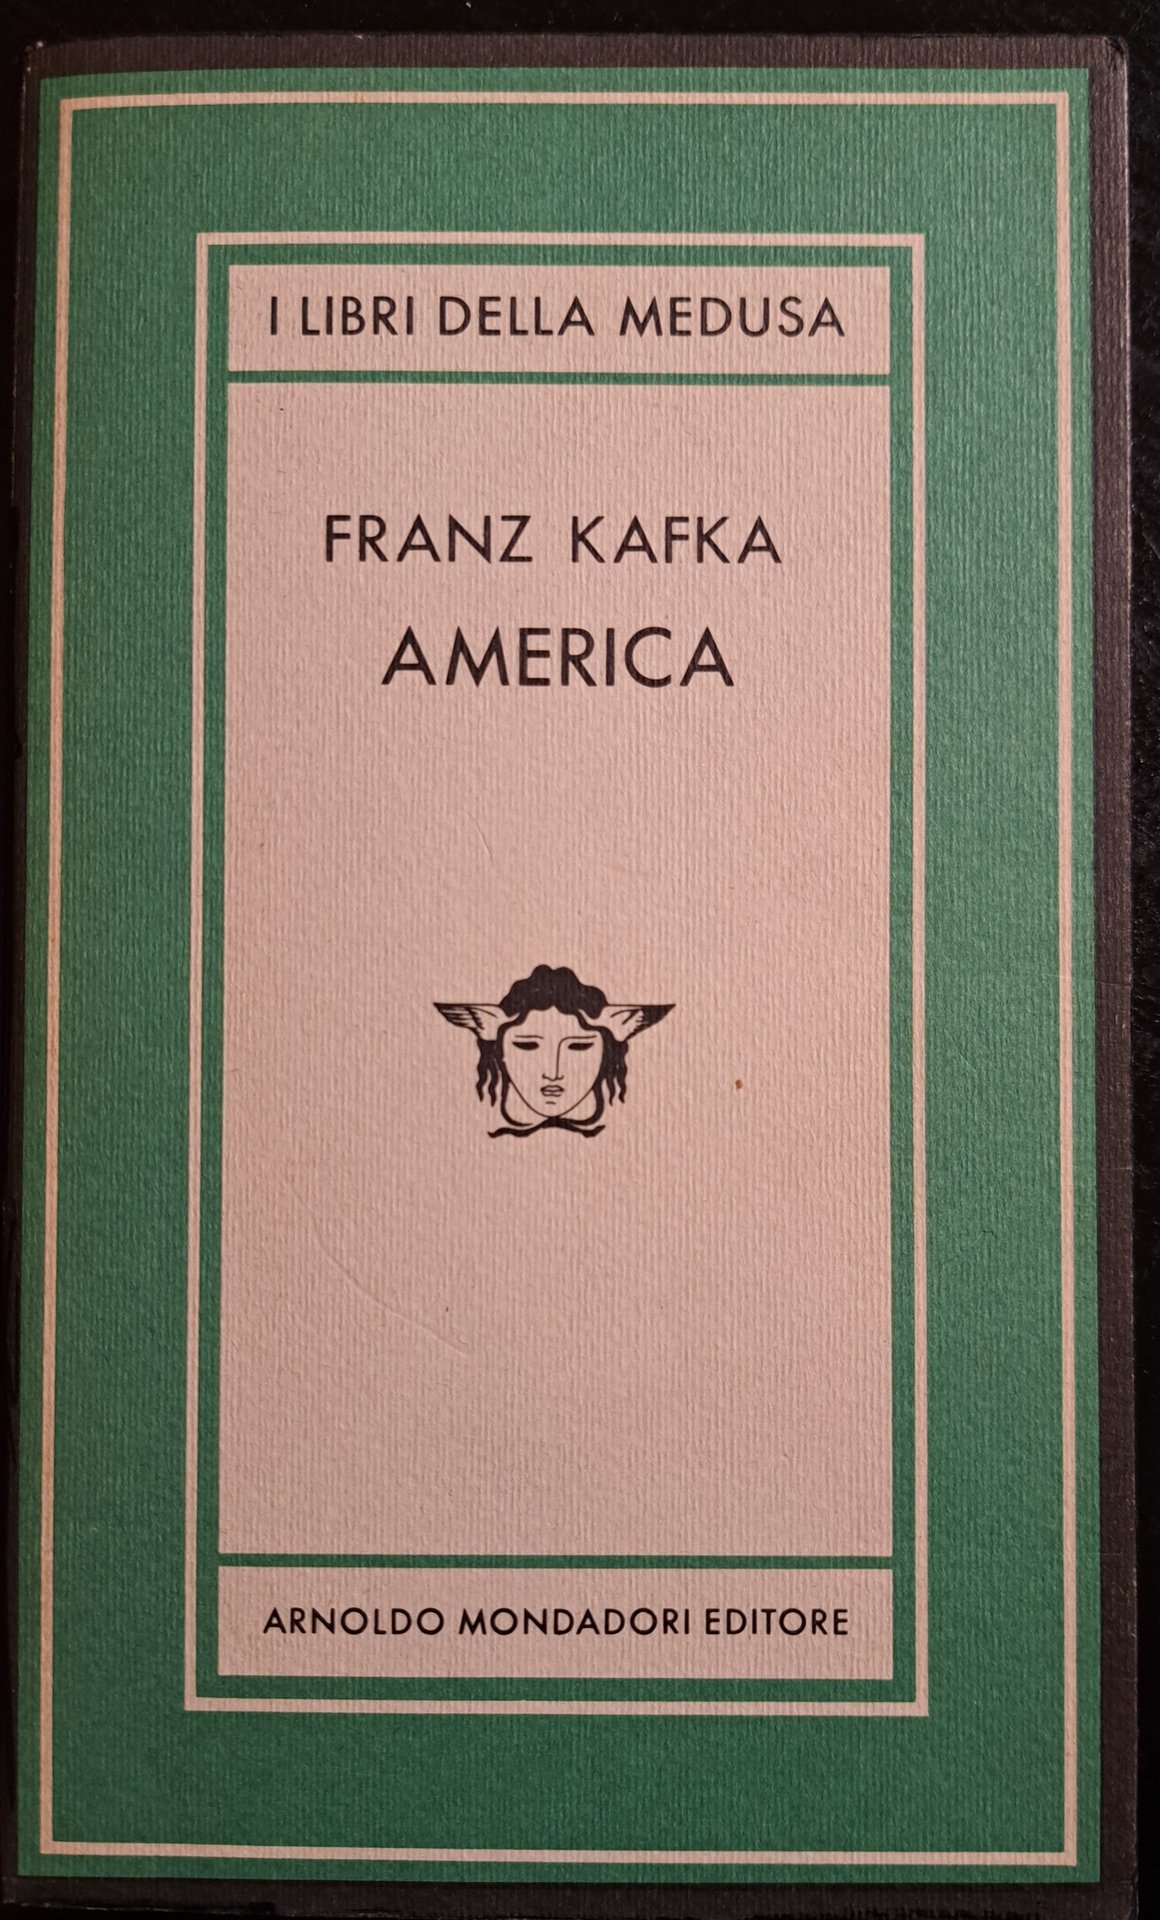 I LIBRI DELLA MEDUSA
FRANZ KAFKA
AMERICA
ARNOLDO MONDADORI EDITORE